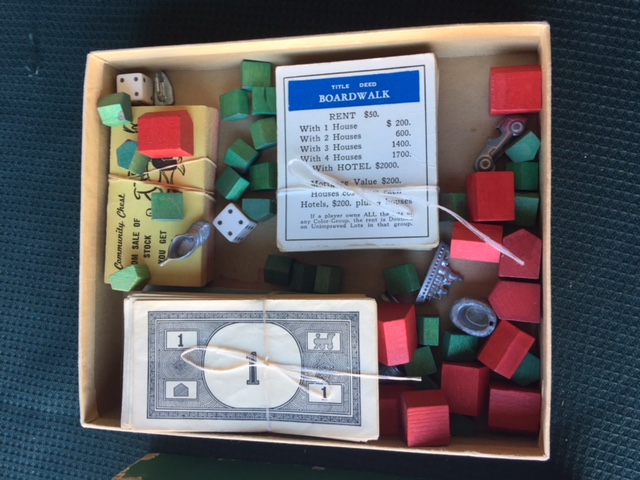 TITLE DEED
BOARDWALK
RENT $50.
With 1 House $ 200.
With 2 Houses 600.
With 3 Houses 1400.
With 4 Houses 1700.
With HOTEL $2000.
Mortgage Value $200.
Houses cost
Hotels, $200. plus houses
If a player owns ALL the
any Color-Group, the rent is
on Unimproved Lots in that group.
Community Chest
OM SALE OF
STOCK
YOU GET
1
1
1